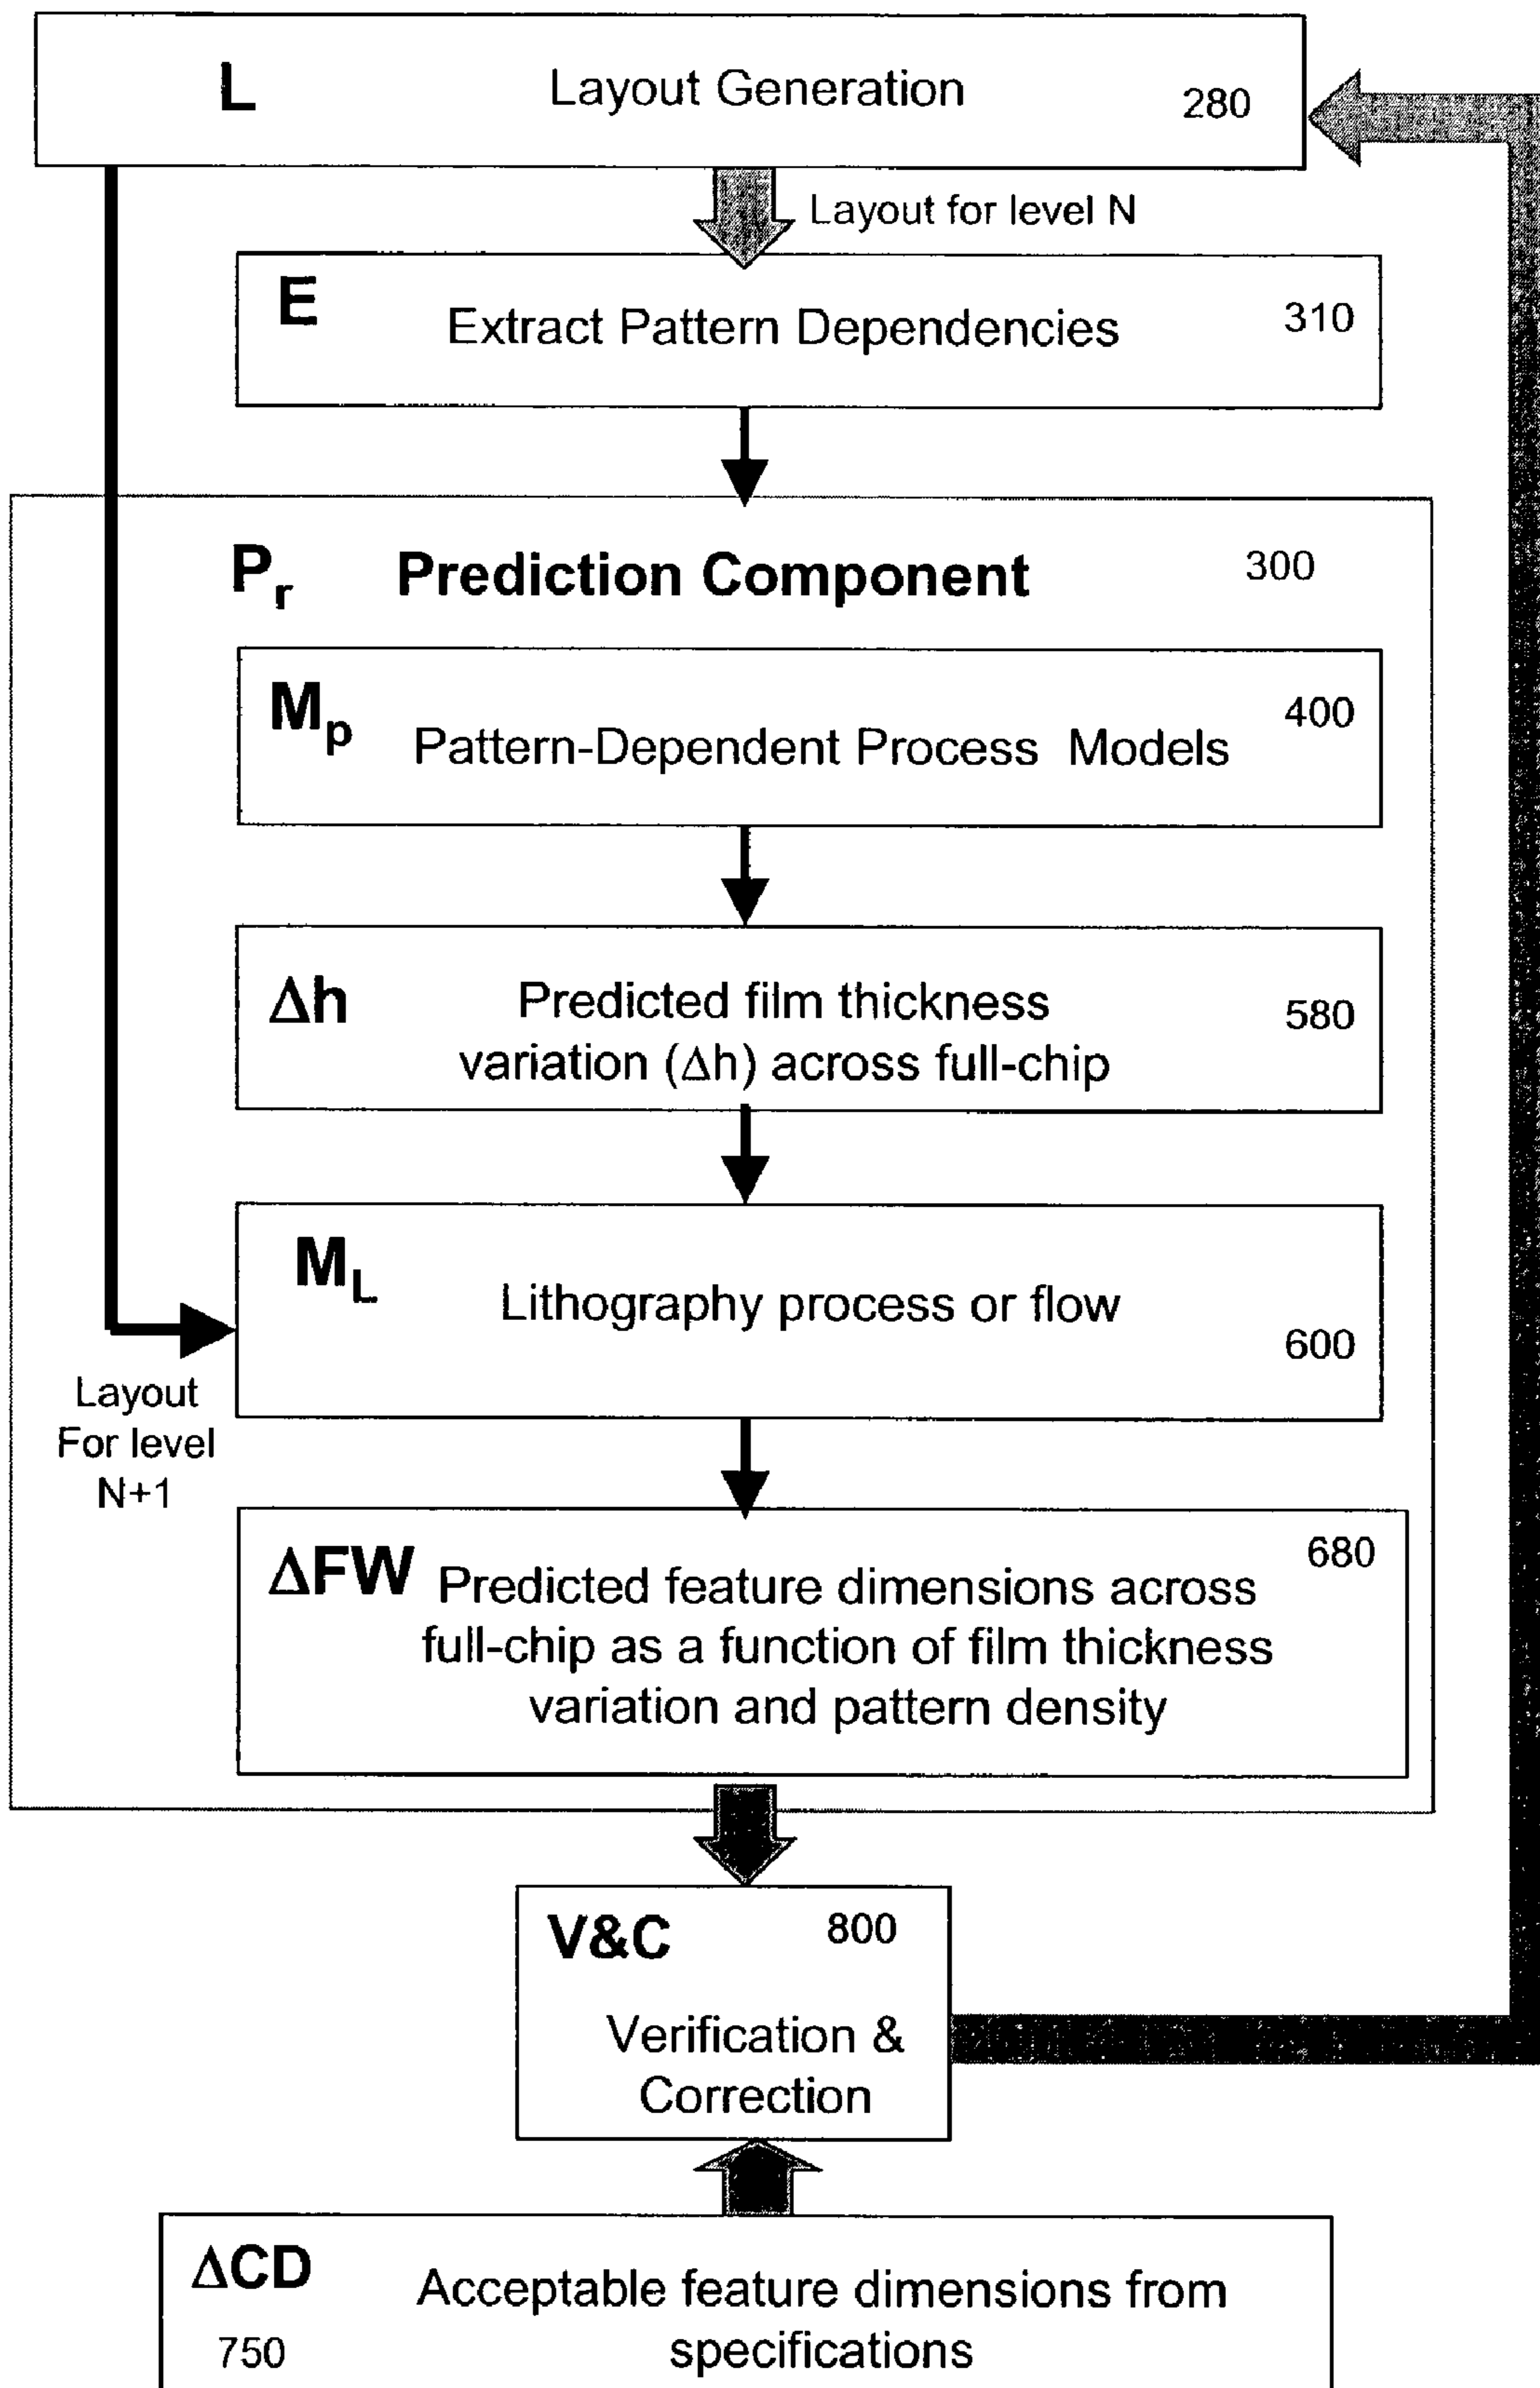 L Layout Generation 280
Layout for level N
E Extract Pattern Dependencies 310
Pr Prediction Component 300
Mp Pattern-Dependent Process Models 400
Δh Predicted film thickness 580
variation (Δh) across full-chip
ML Lithography process or flow 600
Layout
For level
N+1
ΔFW Predicted feature dimensions across 680
full-chip as a function of film thickness
variation and pattern density
V&C 800
Verification &
Correction
ΔCD Acceptable feature dimensions from
750 specifications